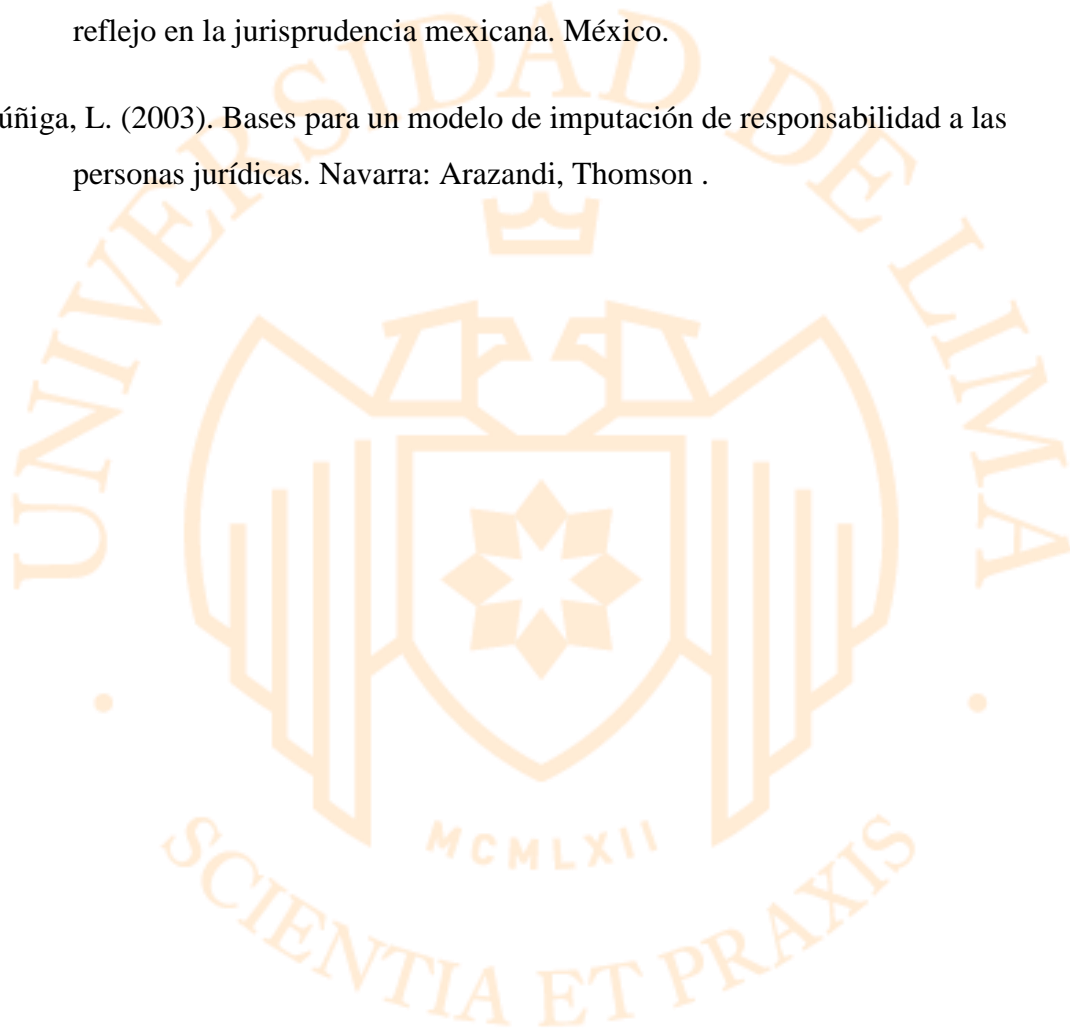 reflejo en la jurisprudencia mexicana. México.
úñiga, L. (2003). Bases para un modelo de imputación de responsabilidad a las
personas jurídicas. Navarra: Arazandi, Thomson .
UNIVERSIDAD DE LIMA
MCMLXII
SCIENTIA ET PRAXIS